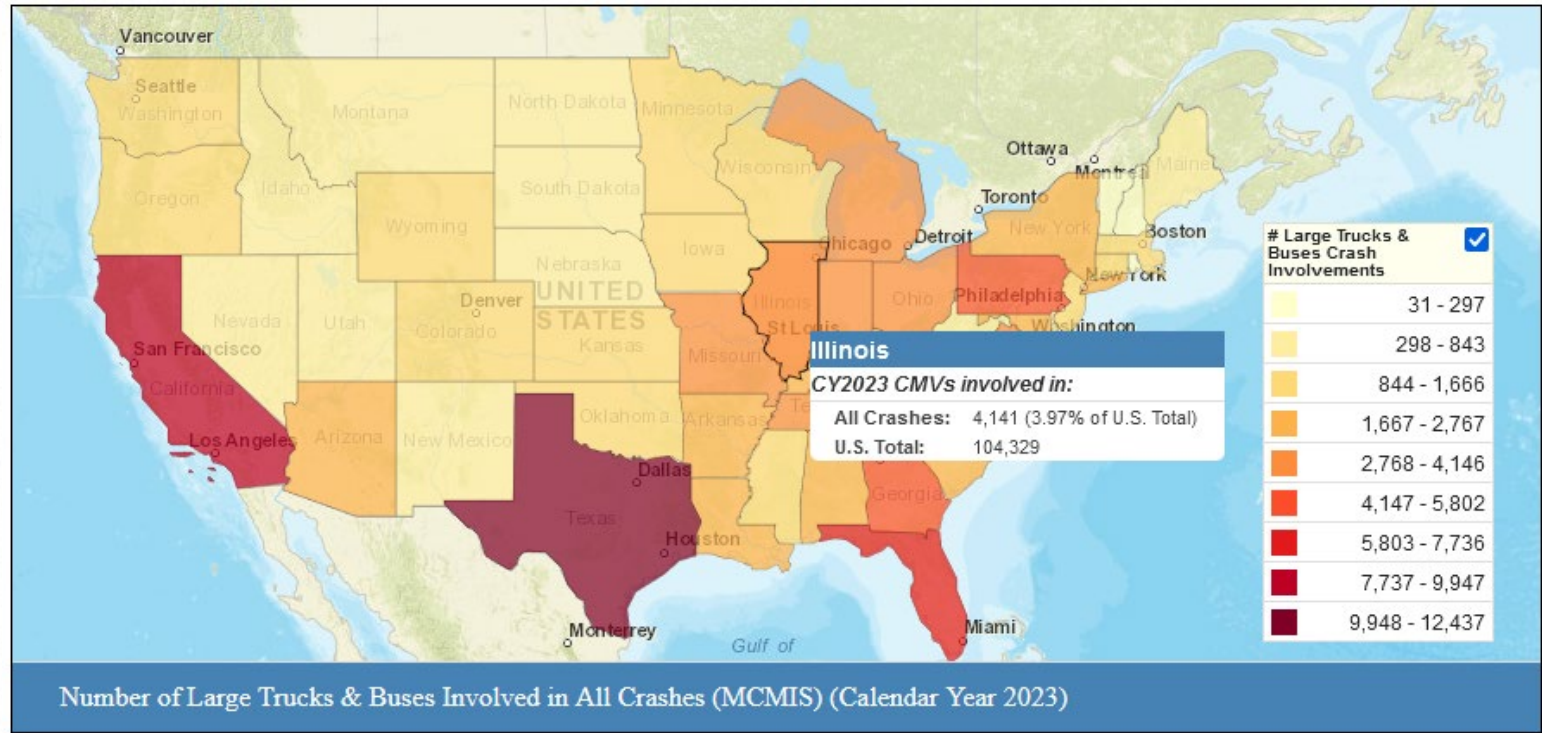 Vancouver
Seattle
Washington
Montana
North Dakota
Minnesota
Ottawa
Montreal
Maine
Wisconsin
Oregon
Idaho
South Dakota
Toronto
Wyoming
Iowa
Chicago
Detroit
New York
Boston
Nebraska
UNITED
STATES
Denver
Colorado
Nevada
Utah
Kansas
Illinois
Ohio
Philadelphia
New York
Washington
San Francisco
California
St Louis
Missouri
Los Angeles
Arizona
New Mexico
Oklahoma
Arkansas
Te
Illinois
CY2023 CMVs involved in:
All Crashes: 4,141 (3.97% of U.S. Total)
U.S. Total: 104,329
Dallas
Texas
Georgia
Houston
Monterrey
Gulf of
Miami
# Large Trucks &
Buses Crash
Involvements
31 - 297
298 - 843
844 - 1,666
1,667 - 2,767
2,768 - 4,146
4,147 - 5,802
5,803 - 7,736
7,737 - 9,947
9,948 - 12,437
Number of Large Trucks & Buses Involved in All Crashes (MCMIS) (Calendar Year 2023)